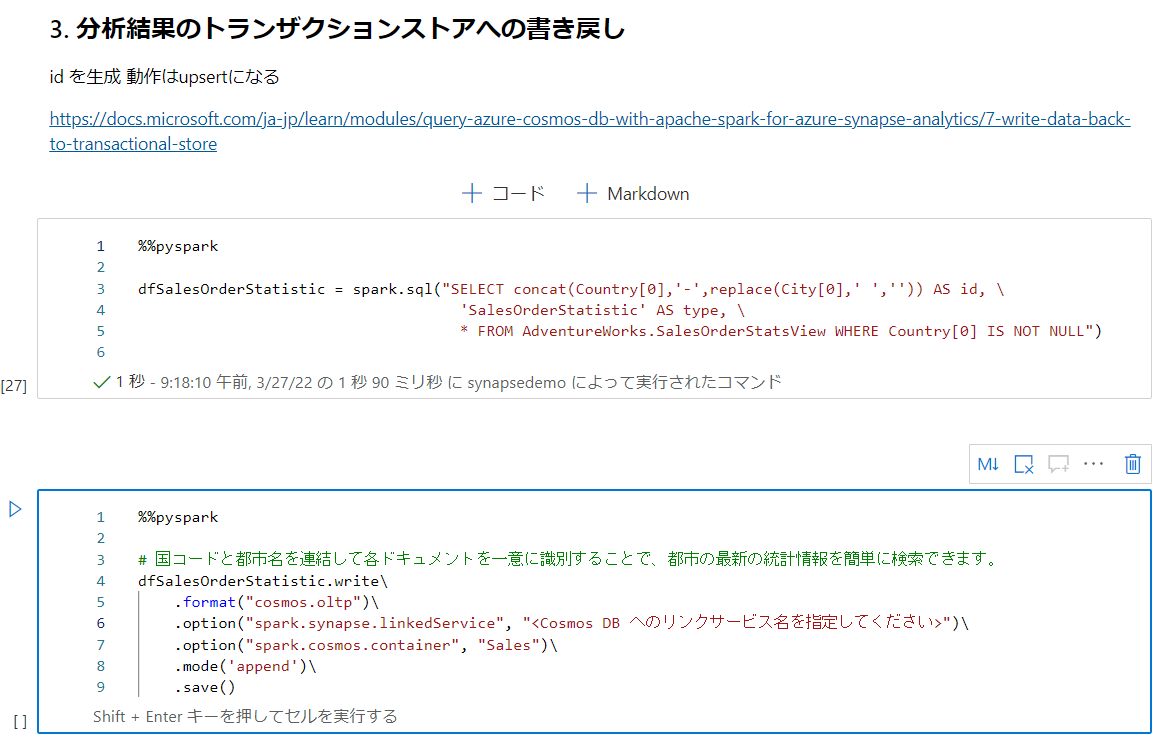 3. 分析結果のトランザクションストアへの書き戻し
id を生成 動作はupsertになる
https://docs.microsoft.com/ja-jp/learn/modules/query-azure-cosmos-db-with-apache-spark-for-azure-synapse-analytics/7-write-data-back-
to-transactional-store
+ コード + Markdown
1 %%pyspark
2
3 dfSalesOrderStatistic = spark.sql("SELECT concat(Country[0],'-',replace(City[0],' ','')) AS id, \
4 'SalesOrderStatistic' AS type, \
5 * FROM AdventureWorks.SalesOrderStatsView WHERE Country[0] IS NOT NULL")
6
[27] ✓ 1 秒 - 9:18:10 午前, 3/27/22 の 1 秒 90 ミリ秒 に synapsedemo によって実行されたコマンド
M↓ ···
1 %%pyspark
2
3 # 国コードと都市名を連結して各ドキュメントを一意に識別することで、都市の最新の統計情報を簡単に検索できます。
4 dfSalesOrderStatistic.write\
5 .format("cosmos.oltp")\
6 .option("spark.synapse.linkedService", "<Cosmos DB へのリンクサービス名を指定してください>")\
7 .option("spark.cosmos.container", "Sales")\
8 .mode('append')\
9 .save()
[ ] Shift + Enter キーを押してセルを実行する